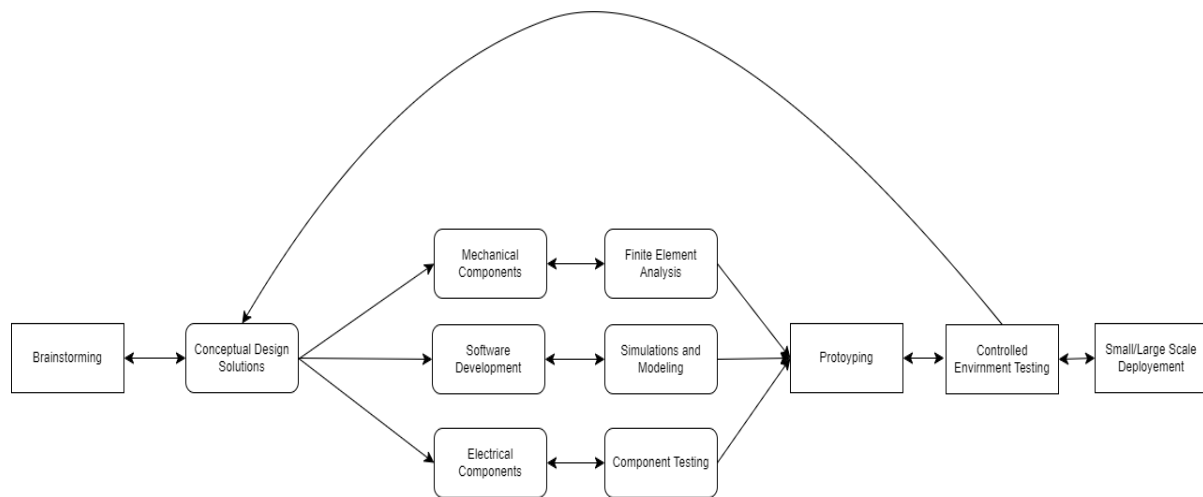 Mechanical
Components
Finite Element
Analysis
Brainstorming
Conceptual Design
Solutions
Software
Development
Simulations and
Modeling
Protoyping
Controlled
Envirnment Testing
Small/Large Scale
Deployement
Electrical
Components
Component Testing